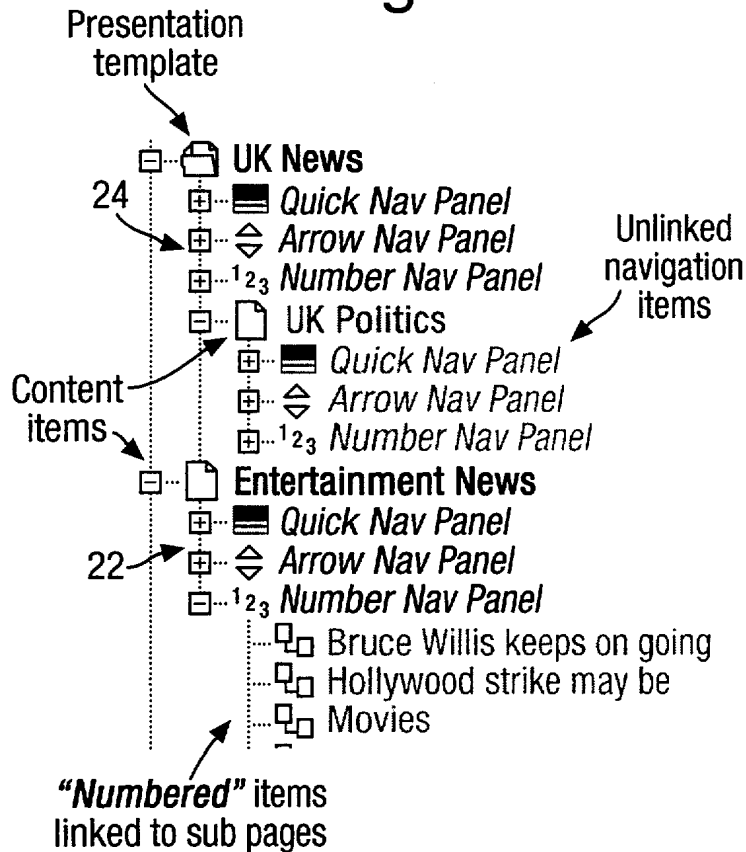 g
Presentation
template
UK News
24
Quick Nav Panel
Arrow Nav Panel
Unlinked
navigation
items
123 Number Nav Panel
UK Politics
Quick Nav Panel
Content
items
Arrow Nav Panel
123 Number Nav Panel
Entertainment News
Quick Nav Panel
22
Arrow Nav Panel
123 Number Nav Panel
Bruce Willis keeps on going
Hollywood strike may be
Movies
"Numbered" items
linked to sub pages